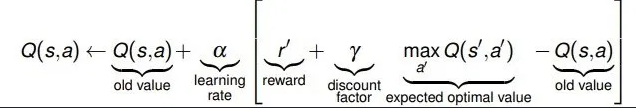 Q(s,a) ← Q(s,a) + α [ r′ + γ max Q(s′,a′) − Q(s,a) ]
a′
old value learning rate reward discount factor expected optimal value old value